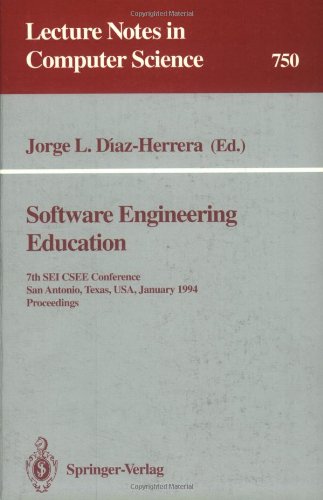 Lecture Notes in
Computer Science 750
Jorge L. Díaz-Herrera (Ed.)
Software Engineering
Education
7th SEI CSEE Conference
San Antonio, Texas, USA, January 1994
Proceedings
Springer-Verlag